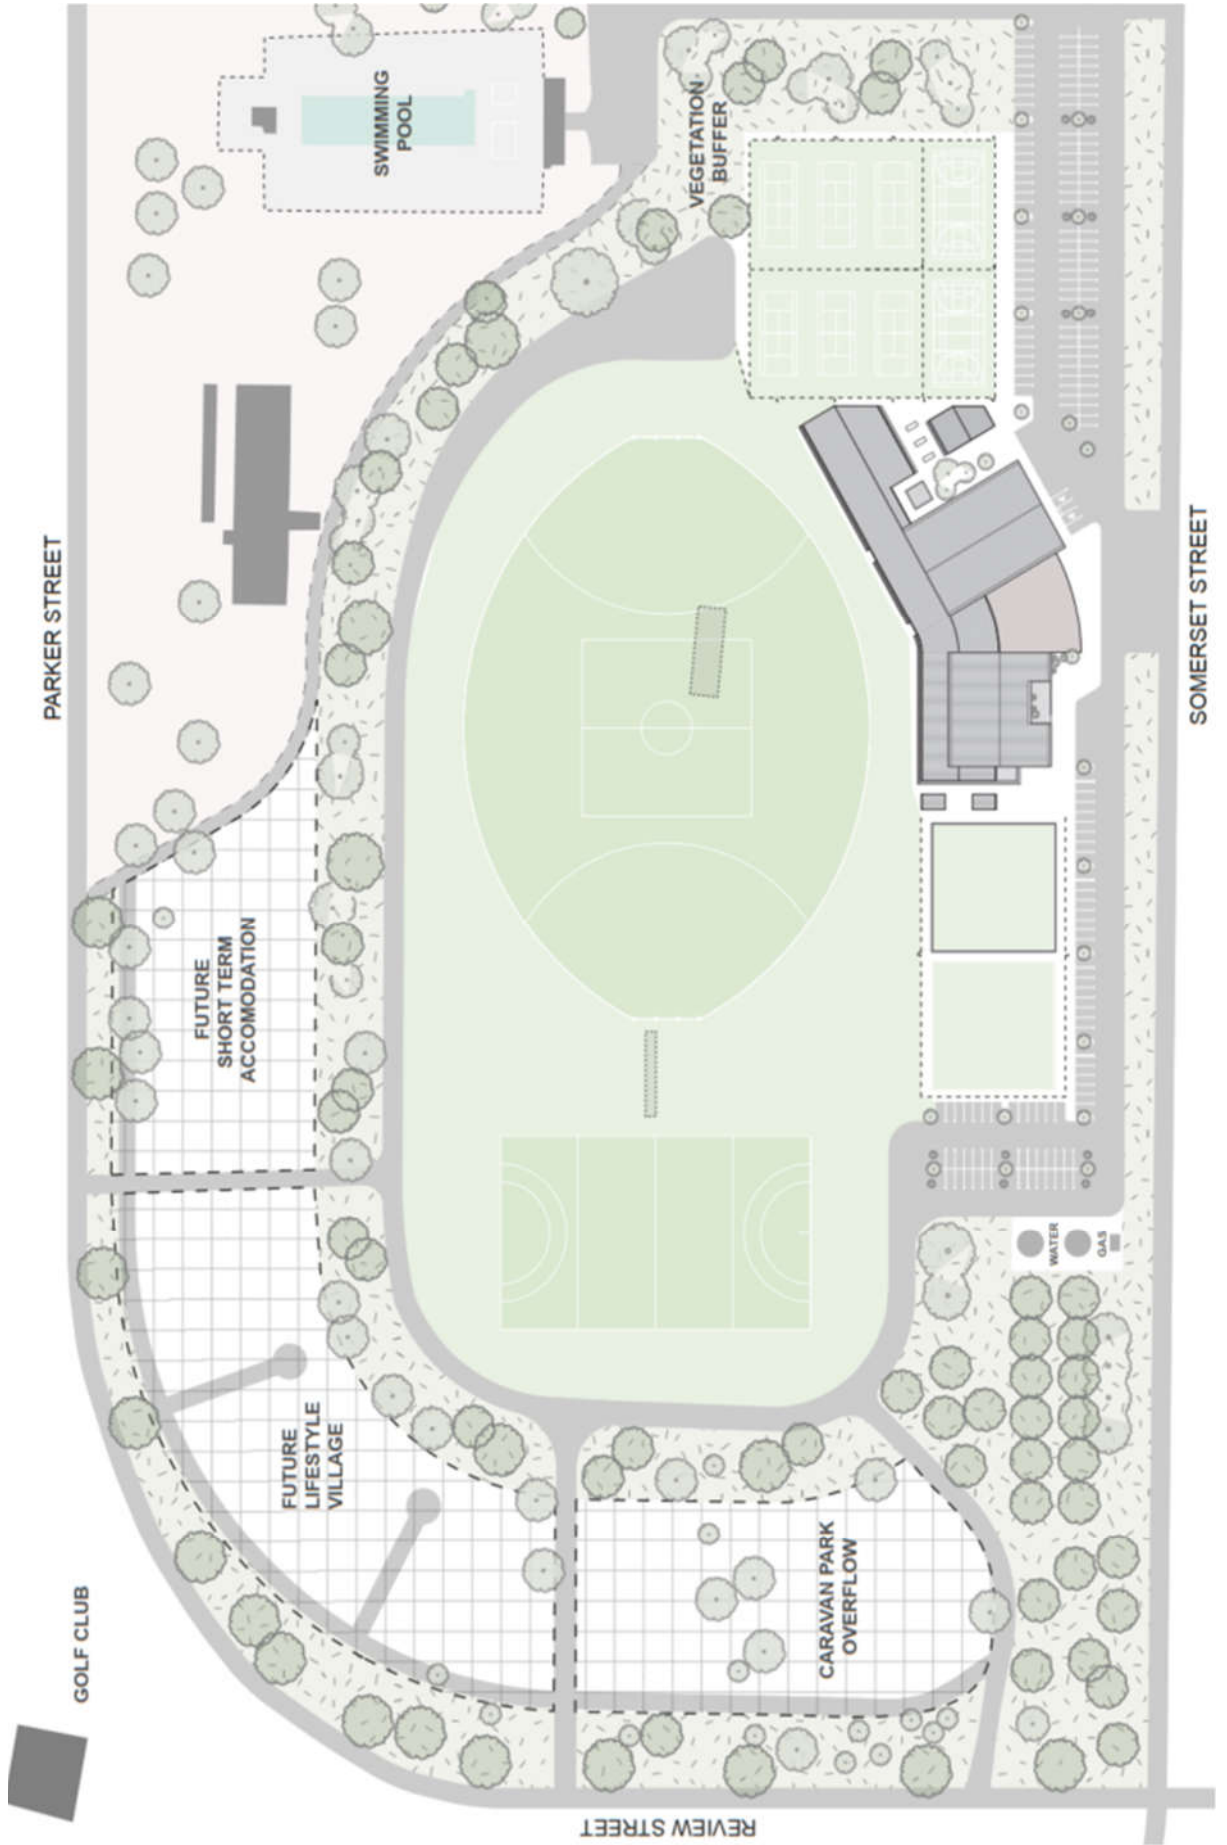 SWIMMING
POOL
VEGETATION
BUFFER
PARKER STREET
SOMERSET STREET
FUTURE
SHORT TERM
ACCOMODATION
WATER
GAS
FUTURE
LIFESTYLE
VILLAGE
CARAVAN PARK
OVERFLOW
GOLF CLUB
REVIEW STREET